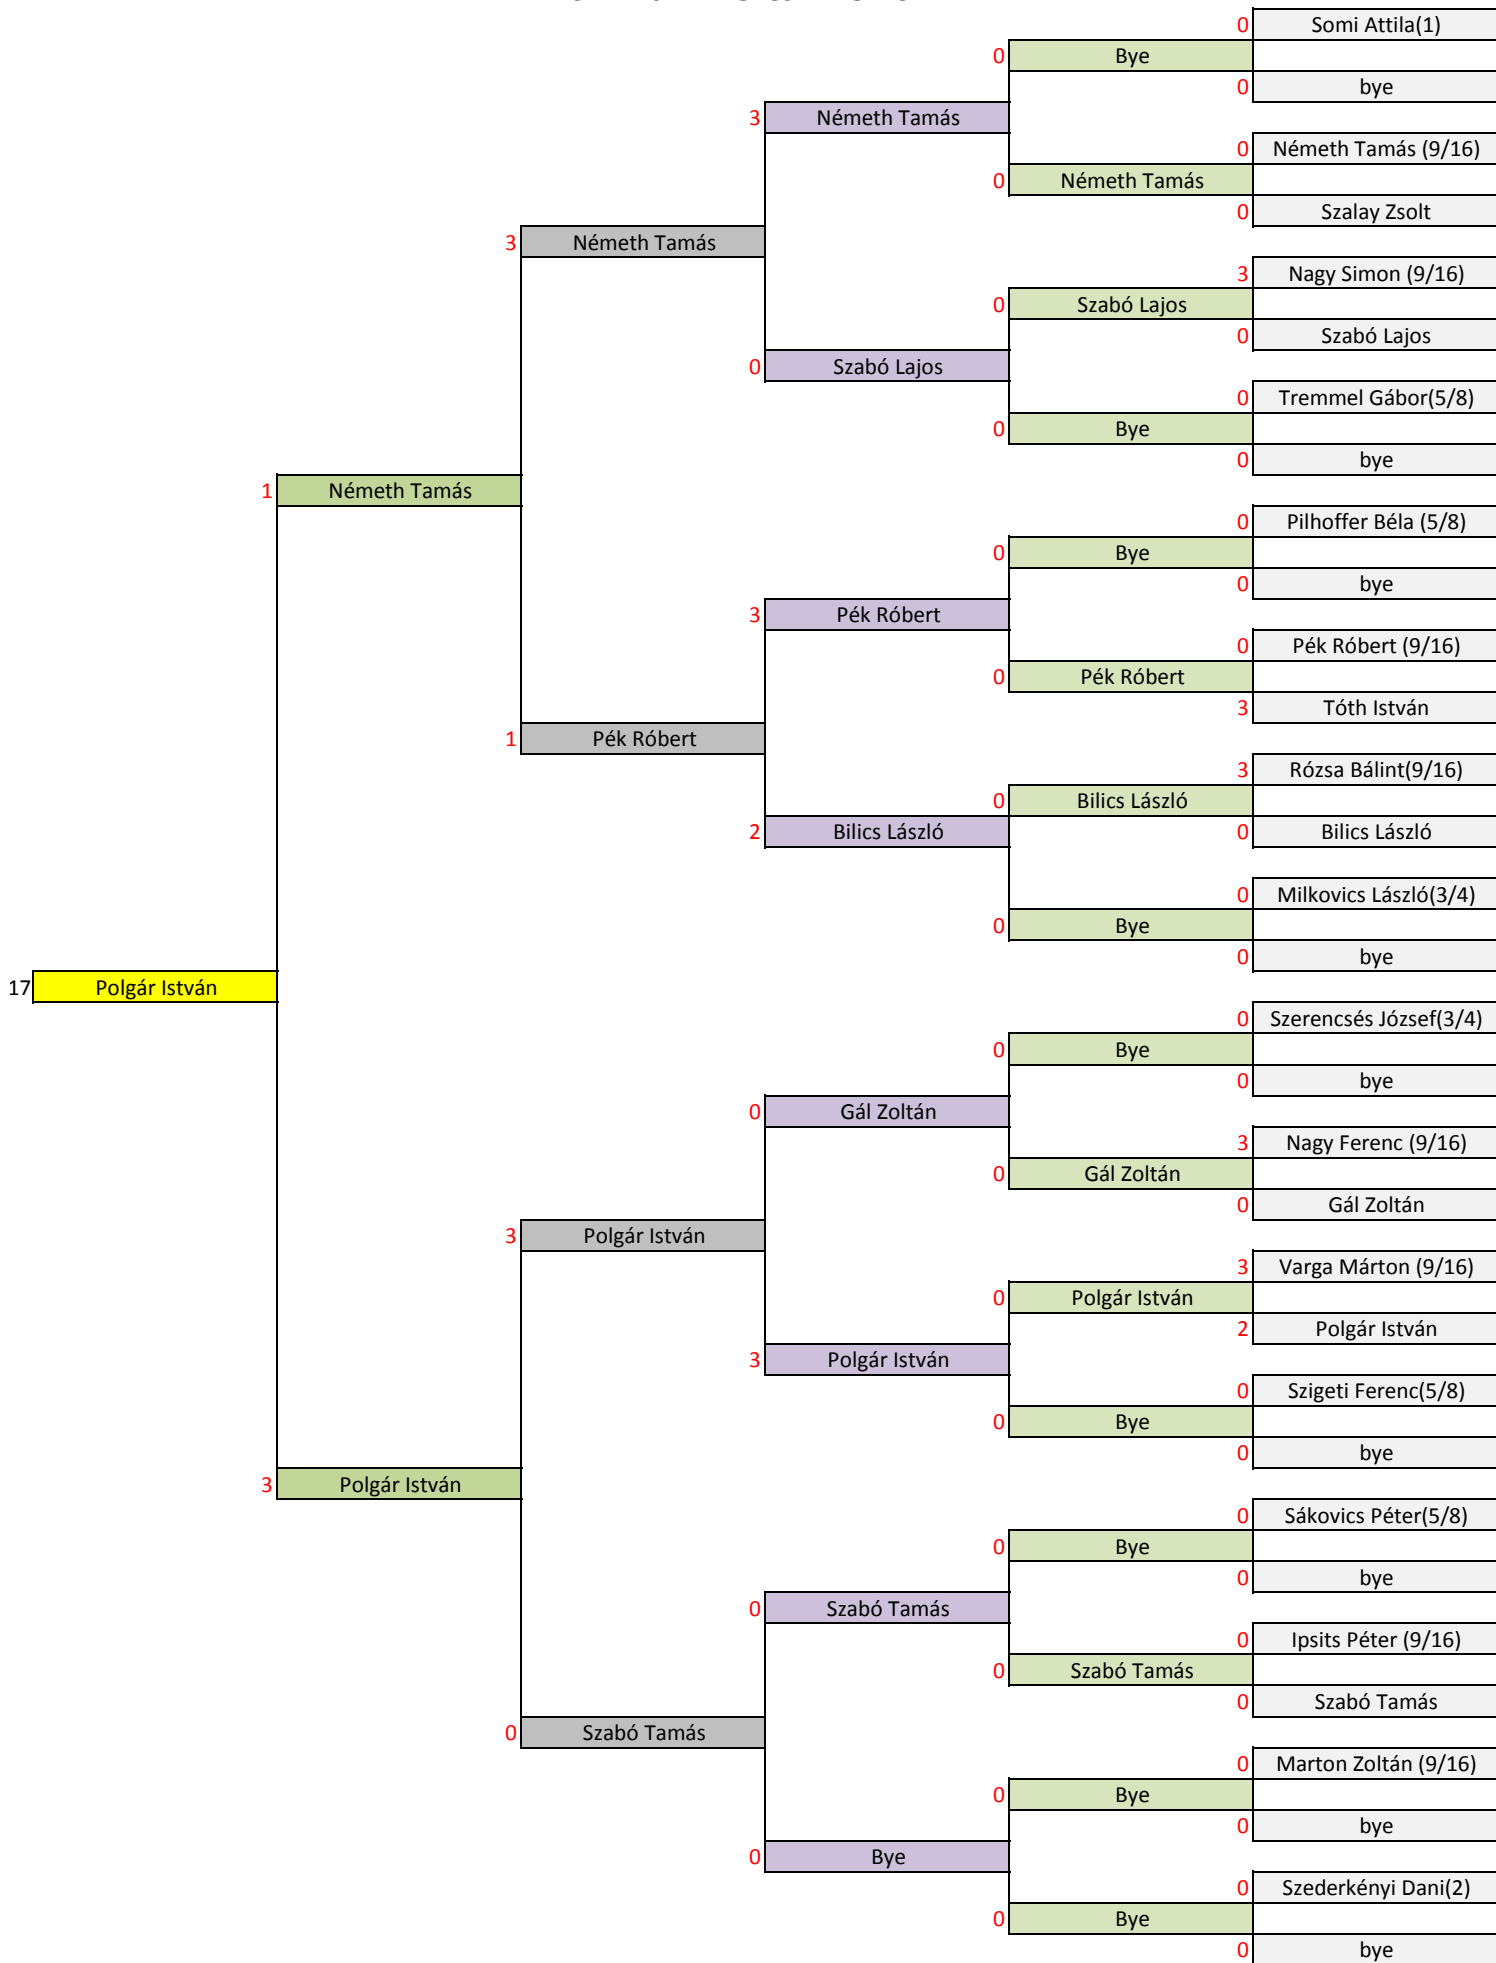 0 Somi Attila(1)
0 Bye
0 bye
3 Németh Tamás
0 Németh Tamás (9/16)
0 Németh Tamás
0 Szalay Zsolt
3 Németh Tamás
3 Nagy Simon (9/16)
0 Szabó Lajos
0 Szabó Lajos
0 Szabó Lajos
0 Tremmel Gábor(5/8)
0 Bye
0 bye
1 Németh Tamás
0 Pilhoffer Béla (5/8)
0 Bye
0 bye
3 Pék Róbert
0 Pék Róbert (9/16)
0 Pék Róbert
3 Tóth István
1 Pék Róbert
3 Rózsa Bálint(9/16)
0 Bilics László
2 Bilics László
0 Bilics László
0 Milkovics László(3/4)
0 Bye
0 bye
17 Polgár István
0 Szerencsés József(3/4)
0 Bye
0 bye
0 Gál Zoltán
3 Nagy Ferenc (9/16)
0 Gál Zoltán
0 Gál Zoltán
3 Polgár István
3 Varga Márton (9/16)
0 Polgár István
2 Polgár István
3 Polgár István
0 Szigeti Ferenc(5/8)
0 Bye
0 bye
3 Polgár István
0 Sákovics Péter(5/8)
0 Bye
0 bye
0 Szabó Tamás
0 Ipsits Péter (9/16)
0 Szabó Tamás
0 Szabó Tamás
0 Szabó Tamás
0 Marton Zoltán (9/16)
0 Bye
0 bye
0 Bye
0 Szederkényi Dani(2)
0 Bye
0 bye